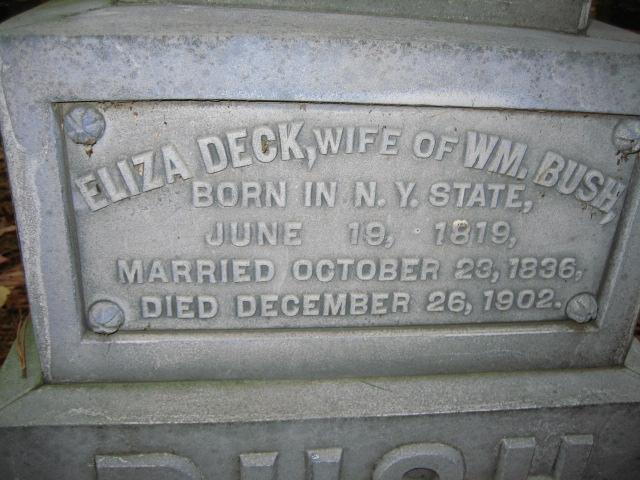 ELIZA DECK, WIFE OF WM. BUSH,
BORN IN N. Y. STATE,
JUNE 19, 1819,
MARRIED OCTOBER 23, 1836,
DIED DECEMBER 26, 1902.
BUSH